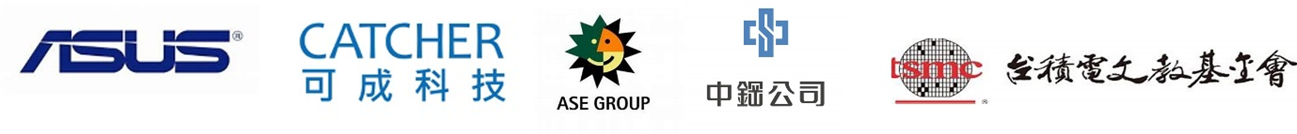 ASUS®
CATCHER
可成科技
ASE GROUP
中鋼公司
tsmc®
台積電文教基金會